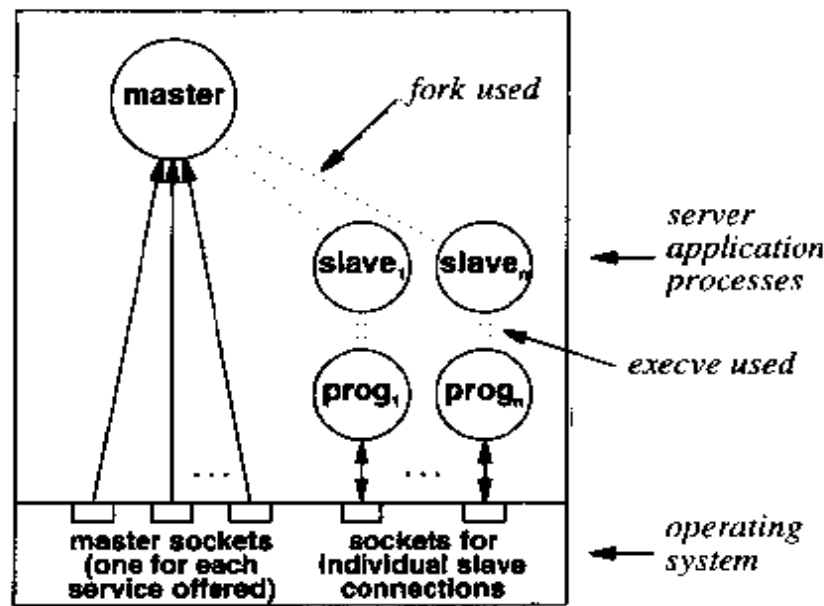 master
fork used
slave₁ slaveₙ
server
application
processes
prog₁ progₙ
execve used
... ...
master sockets
(one for each
service offered)
sockets for
individual slave
connections
operating
system